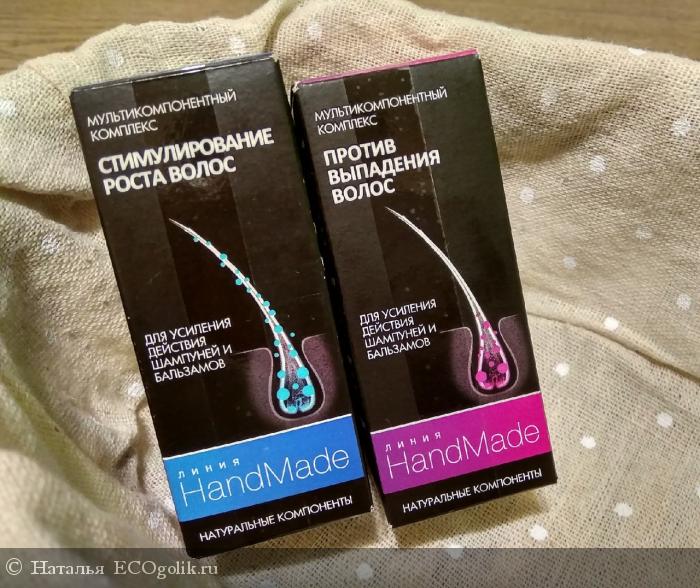 МУЛЬТИКОМПОНЕНТНЫЙ
КОМПЛЕКС
СТИМУЛИРОВАНИЕ
РОСТА ВОЛОС
ДЛЯ УСИЛЕНИЯ
ДЕЙСТВИЯ
ШАМПУНЕЙ И
БАЛЬЗАМОВ
ЛИНИЯ
HandMade
НАТУРАЛЬНЫЕ КОМПОНЕНТЫ
МУЛЬТИКОМПОНЕНТНЫЙ
КОМПЛЕКС
ПРОТИВ
ВЫПАДЕНИЯ
ВОЛОС
ДЛЯ УСИЛЕНИЯ
ДЕЙСТВИЯ
ШАМПУНЕЙ И
БАЛЬЗАМОВ
ЛИНИЯ
HandMade
НАТУРАЛЬНЫЕ КОМПОНЕНТЫ
© Наталья ECOgolik.ru